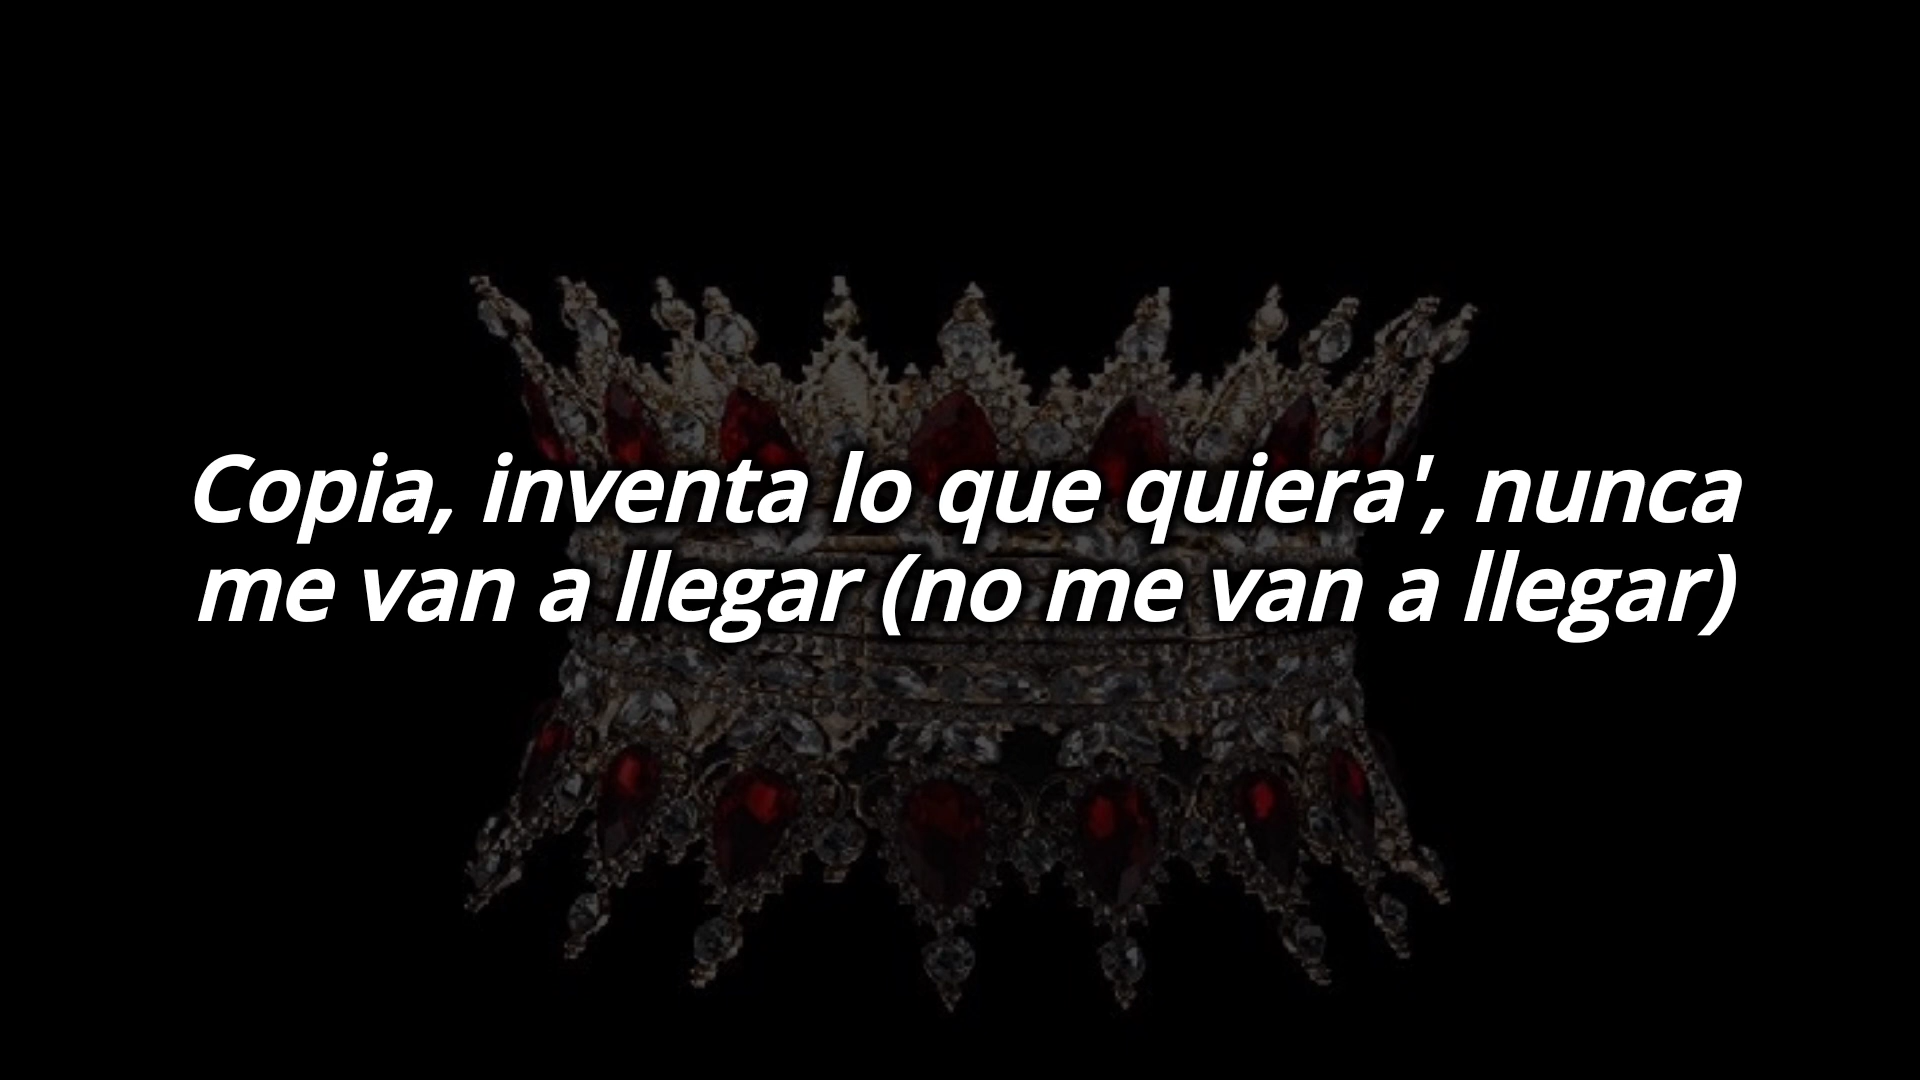 Copia, inventa lo que quiera', nunca
me van a llegar (no me van a llegar)